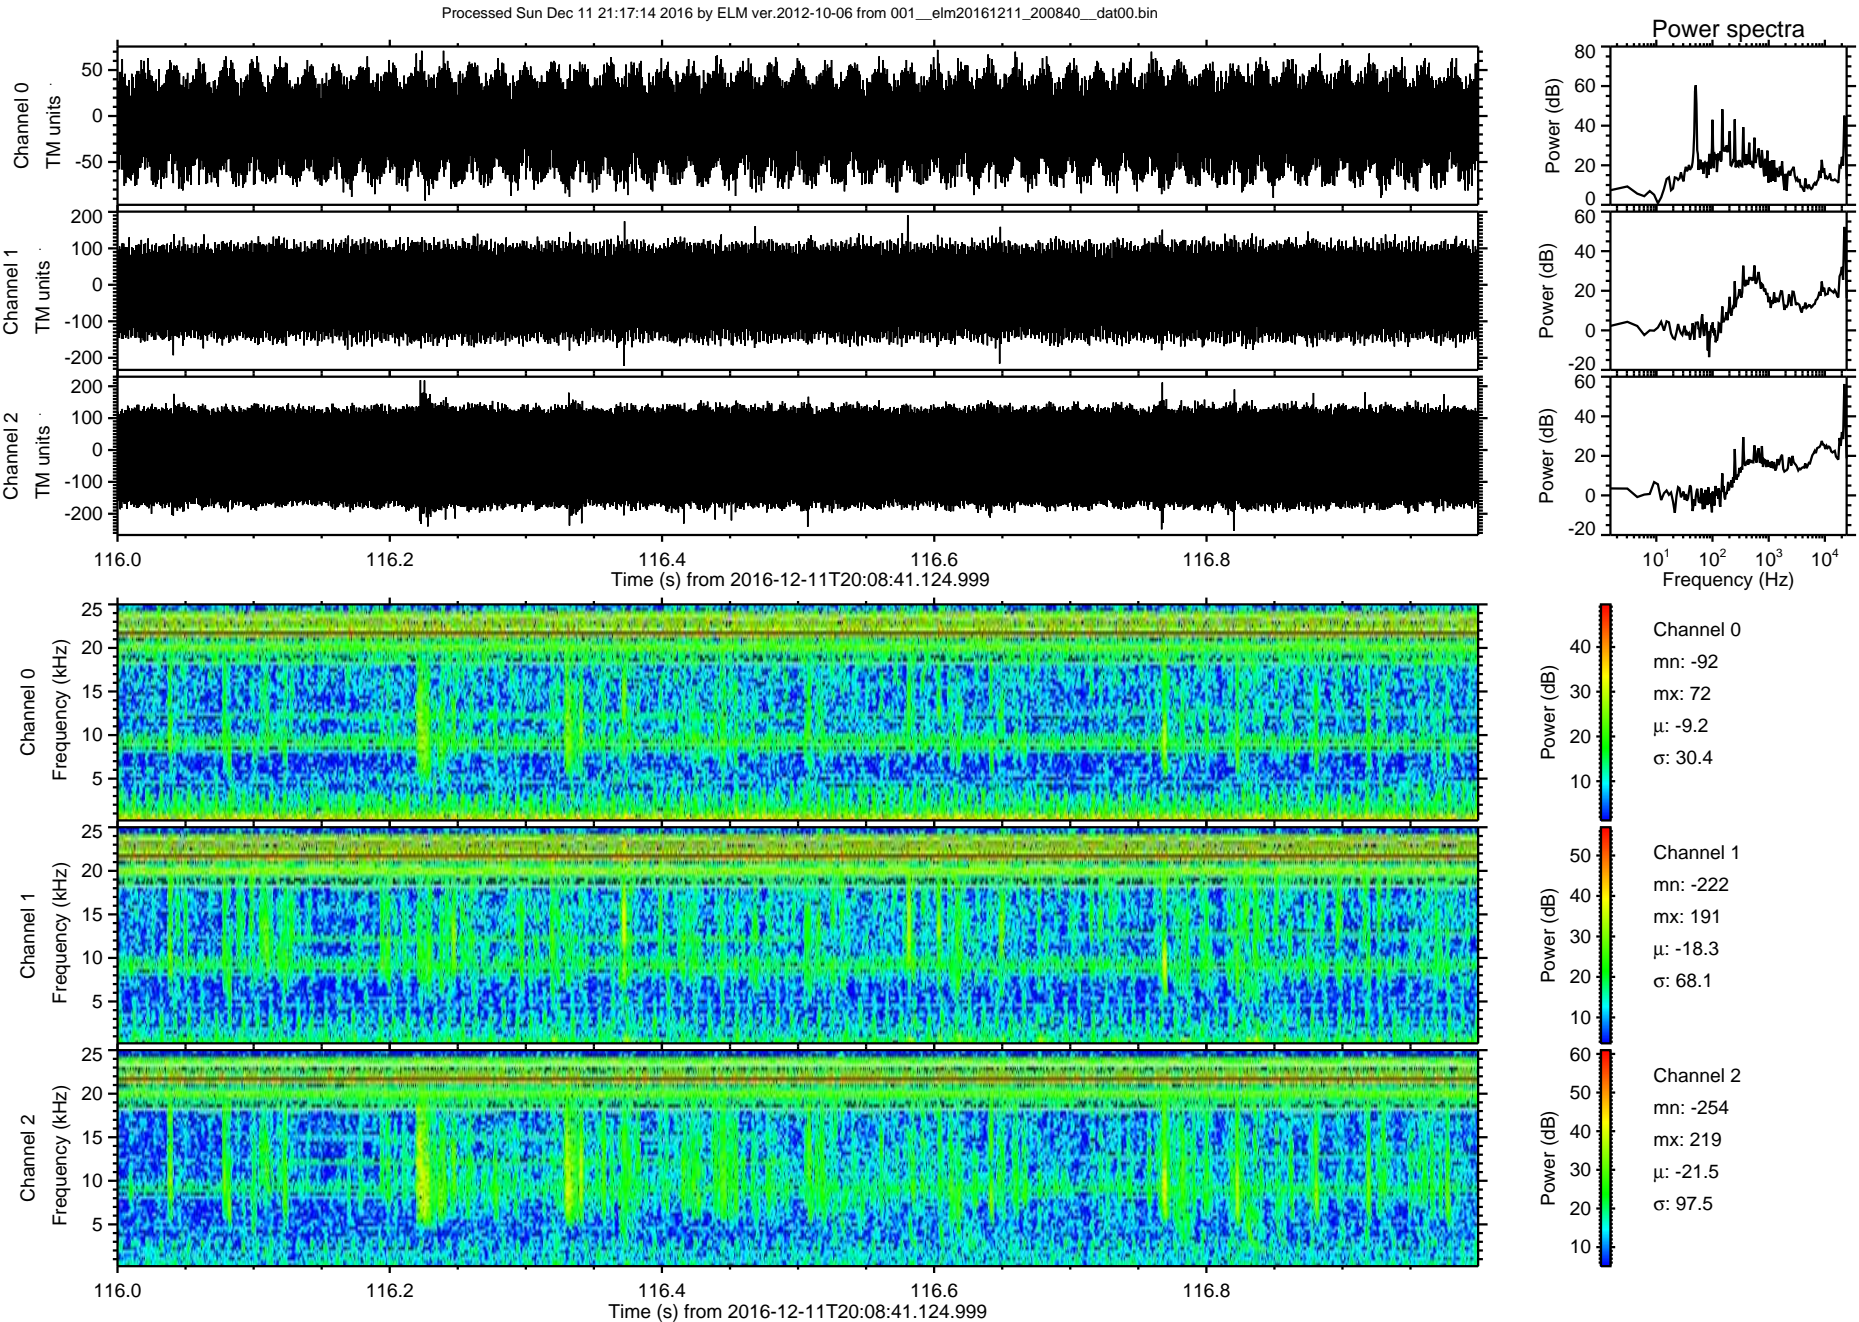 Processed Sun Dec 11 21:17:14 2016 by ELM ver.2012-10-06 from 001__elm20161211_200840__dat00.bin
Power spectra
Channel 0
TM units
50
0
-50
Power (dB)
80
60
40
20
0
Channel 1
TM units
200
100
0
-100
-200
Power (dB)
60
40
20
0
-20
Channel 2
TM units
200
100
0
-100
-200
Power (dB)
60
40
20
0
-20
116.0 116.2 116.4 116.6 116.8
Time (s) from 2016-12-11T20:08:41.124.999
10^1 10^2 10^3 10^4
Frequency (Hz)
Channel 0
Frequency (kHz)
25
20
15
10
5
Power (dB)
40
30
20
10
Channel 0
mn: -92
mx: 72
μ: -9.2
σ: 30.4
Channel 1
Frequency (kHz)
25
20
15
10
5
Power (dB)
50
40
30
20
10
Channel 1
mn: -222
mx: 191
μ: -18.3
σ: 68.1
Channel 2
Frequency (kHz)
25
20
15
10
5
Power (dB)
60
50
40
30
20
10
Channel 2
mn: -254
mx: 219
μ: -21.5
σ: 97.5
116.0 116.2 116.4 116.6 116.8
Time (s) from 2016-12-11T20:08:41.124.999